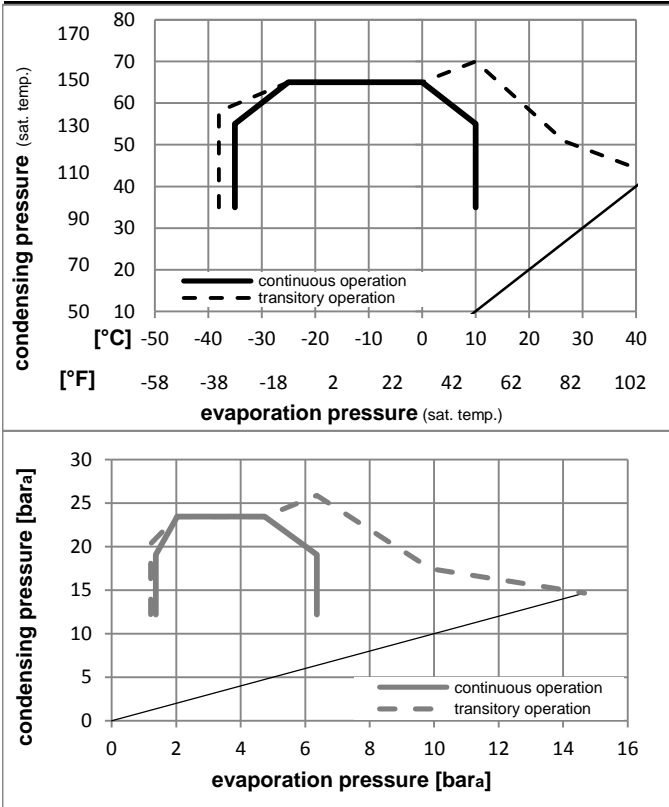 condensing pressure (sat. temp.)
170 80
70
150 60
130 50
110 40
90 30
70 20
50 10
continuous operation
transitory operation
[°C] -50 -40 -30 -20 -10 0 10 20 30 40
[°F] -58 -38 -18 2 22 42 62 82 102
evaporation pressure (sat. temp.)
condensing pressure [bara]
30
25
20
15
10
5
0
continuous operation
transitory operation
0 2 4 6 8 10 12 14 16
evaporation pressure [bara]